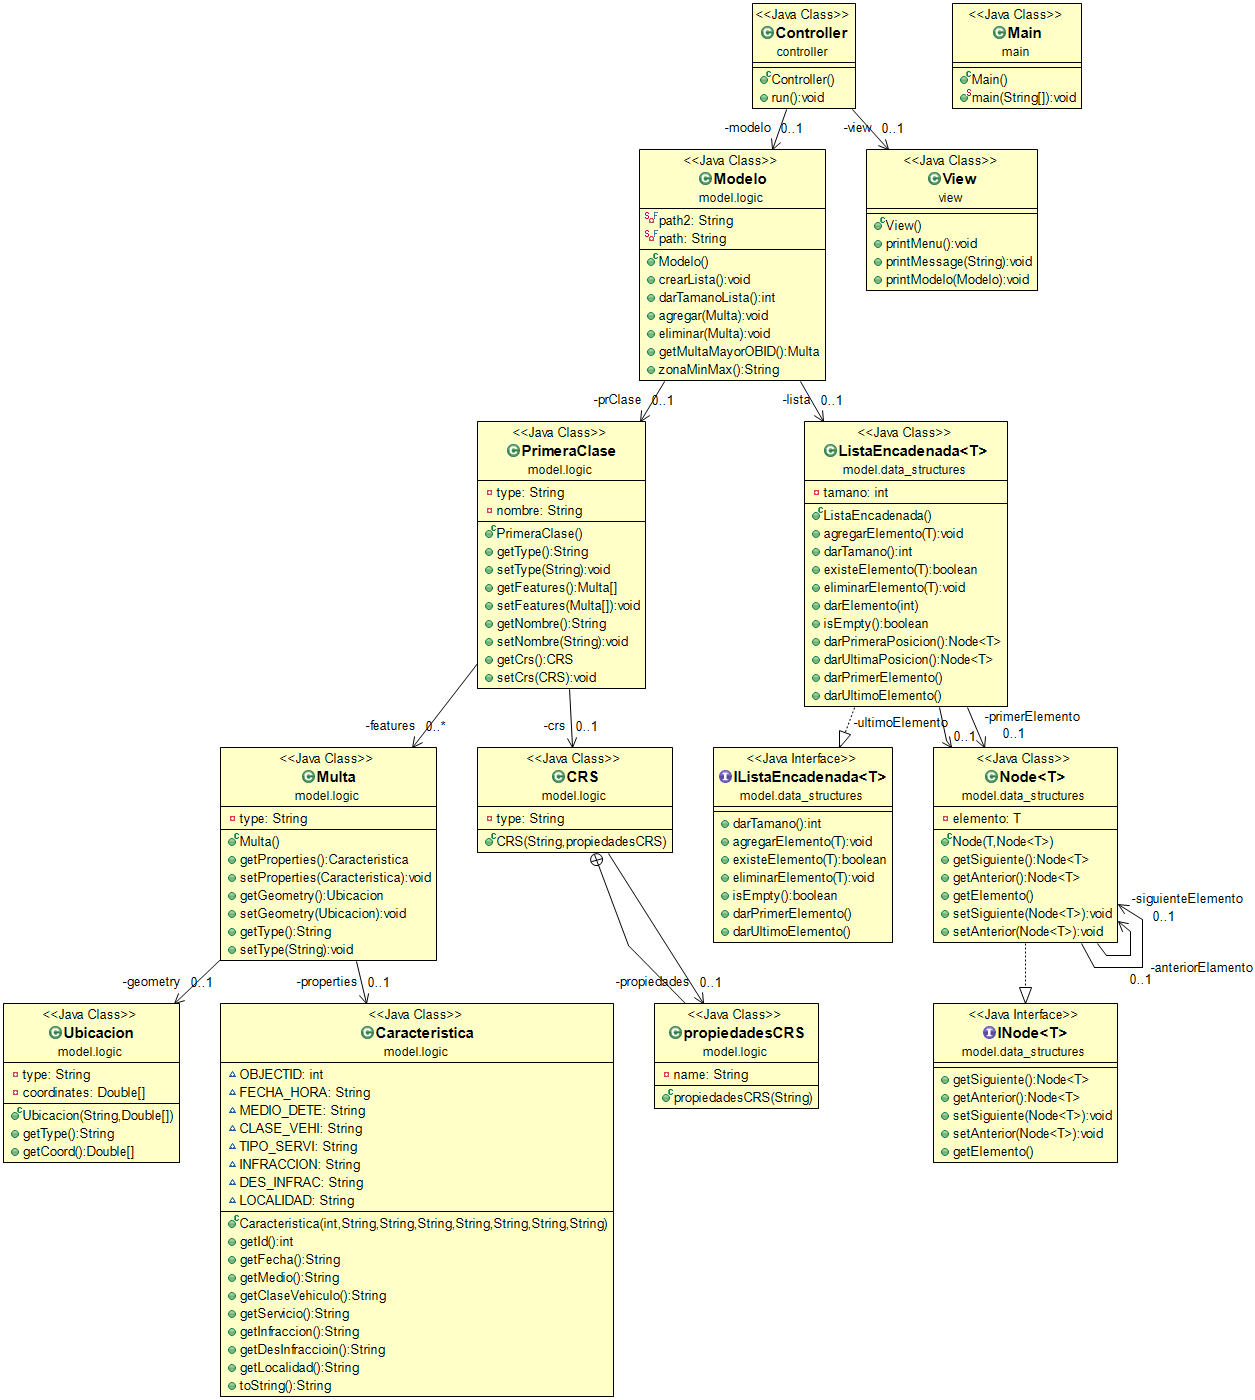 <<Java Class>>
Controller
controller
Controller()
run():void
<<Java Class>>
Main
main
Main()
main(String[]):void
-modelo 0..1
-view 0..1
<<Java Class>>
Modelo
model.logic
path2: String
path: String
Modelo()
crearLista():void
darTamanoLista():int
agregar(Multa):void
eliminar(Multa):void
getMultaMayorOBID():Multa
zonaMinMax():String
<<Java Class>>
View
view
View()
printMenu():void
printMessage(String):void
printModelo(Modelo):void
-prClase 0..1
-lista 0..1
<<Java Class>>
PrimeraClase
model.logic
type: String
nombre: String
PrimeraClase()
getType():String
setType(String):void
getFeatures():Multa[]
setFeatures(Multa[]):void
getNombre():String
setNombre(String):void
getCrs():CRS
setCrs(CRS):void
<<Java Class>>
ListaEncadenada<T>
model.data_structures
tamano: int
ListaEncadenada()
agregarElemento(T):void
darTamano():int
existeElemento(T):boolean
eliminarElemento(T):void
darElemento(int)
isEmpty():boolean
darPrimeraPosicion():Node<T>
darUltimaPosicion():Node<T>
darPrimerElemento()
darUltimoElemento()
-features 0..*
-crs 0..1
-ultimoElemento
0..1
-primerElemento
0..1
<<Java Class>>
Multa
model.logic
type: String
Multa()
getProperties():Caracteristica
setProperties(Caracteristica):void
getGeometry():Ubicacion
setGeometry(Ubicacion):void
getType():String
setType(String):void
<<Java Class>>
CRS
model.logic
type: String
CRS(String,propiedadesCRS)
<<Java Interface>>
IListaEncadenada<T>
model.data_structures
darTamano():int
agregarElemento(T):void
existeElemento(T):boolean
eliminarElemento(T):void
isEmpty():boolean
darPrimerElemento()
darUltimoElemento()
<<Java Class>>
Node<T>
model.data_structures
elemento: T
Node(T,Node<T>)
getSiguiente():Node<T>
getAnterior():Node<T>
getElemento()
setSiguiente(Node<T>):void
setAnterior(Node<T>):void
-siguienteElemento
0..1
-anteriorElamento
0..1
-geometry 0..1
-properties 0..1
-propiedades 0..1
<<Java Class>>
Ubicacion
model.logic
type: String
coordinates: Double[]
Ubicacion(String,Double[])
getType():String
getCoord():Double[]
<<Java Class>>
Caracteristica
model.logic
OBJECTID: int
FECHA_HORA: String
MEDIO_DETE: String
CLASE_VEHI: String
TIPO_SERVI: String
INFRACCION: String
DES_INFRAC: String
LOCALIDAD: String
Caracteristica(int,String,String,String,String,String,String,String)
getId():int
getFecha():String
getMedio():String
getClaseVehiculo():String
getServicio():String
getInfraccion():String
getDesInfraccioin():String
getLocalidad():String
toString():String
<<Java Class>>
propiedadesCRS
model.logic
name: String
propiedadesCRS(String)
<<Java Interface>>
INode<T>
model.data_structures
getSiguiente():Node<T>
getAnterior():Node<T>
setSiguiente(Node<T>):void
setAnterior(Node<T>):void
getElemento()